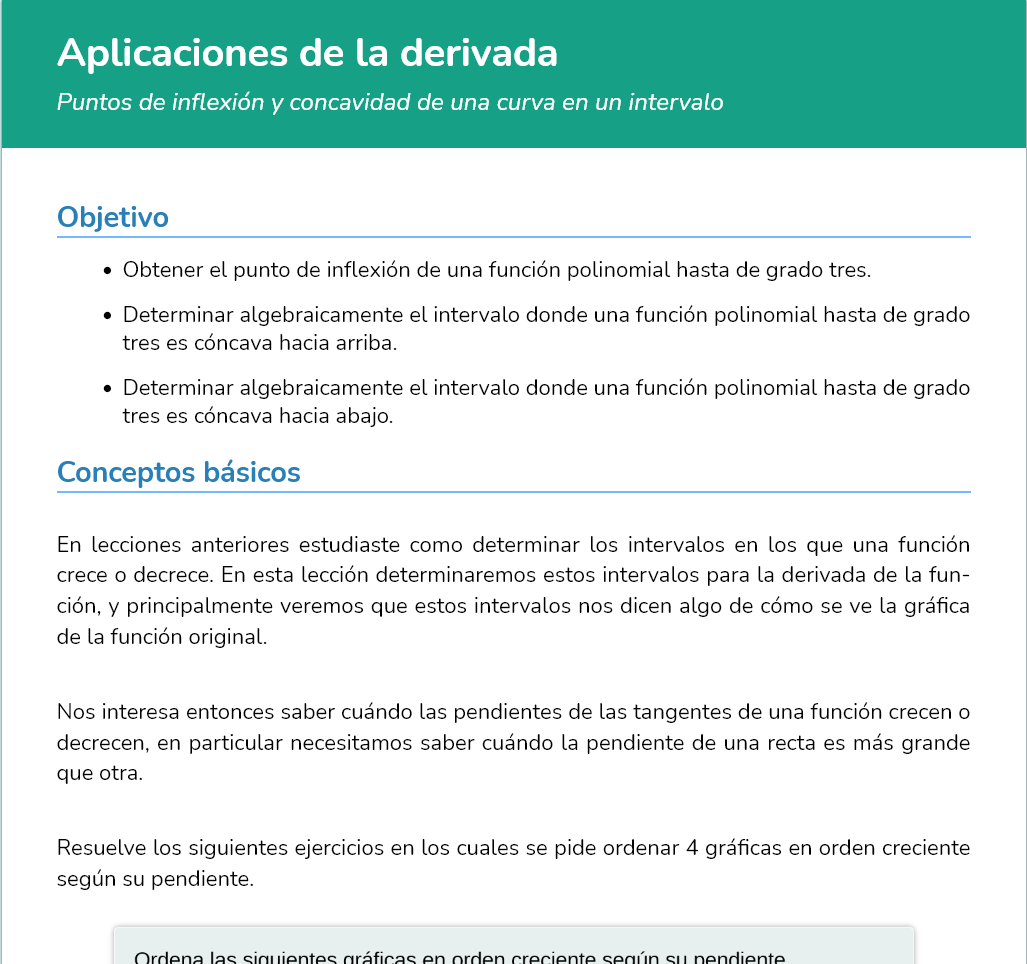 Aplicaciones de la derivada
Puntos de inflexión y concavidad de una curva en un intervalo
Objetivo
• Obtener el punto de inflexión de una función polinomial hasta de grado tres.
• Determinar algebraicamente el intervalo donde una función polinomial hasta de grado
tres es cóncava hacia arriba.
• Determinar algebraicamente el intervalo donde una función polinomial hasta de grado
tres es cóncava hacia abajo.
Conceptos básicos
En lecciones anteriores estudiaste como determinar los intervalos en los que una función
crece o decrece. En esta lección determinaremos estos intervalos para la derivada de la fun-
ción, y principalmente veremos que estos intervalos nos dicen algo de cómo se ve la gráfica
de la función original.
Nos interesa entonces saber cuándo las pendientes de las tangentes de una función crecen o
decrecen, en particular necesitamos saber cuándo la pendiente de una recta es más grande
que otra.
Resuelve los siguientes ejercicios en los cuales se pide ordenar 4 gráficas en orden creciente
según su pendiente.
Ordena las siguientes gráficas en orden creciente según su pendiente